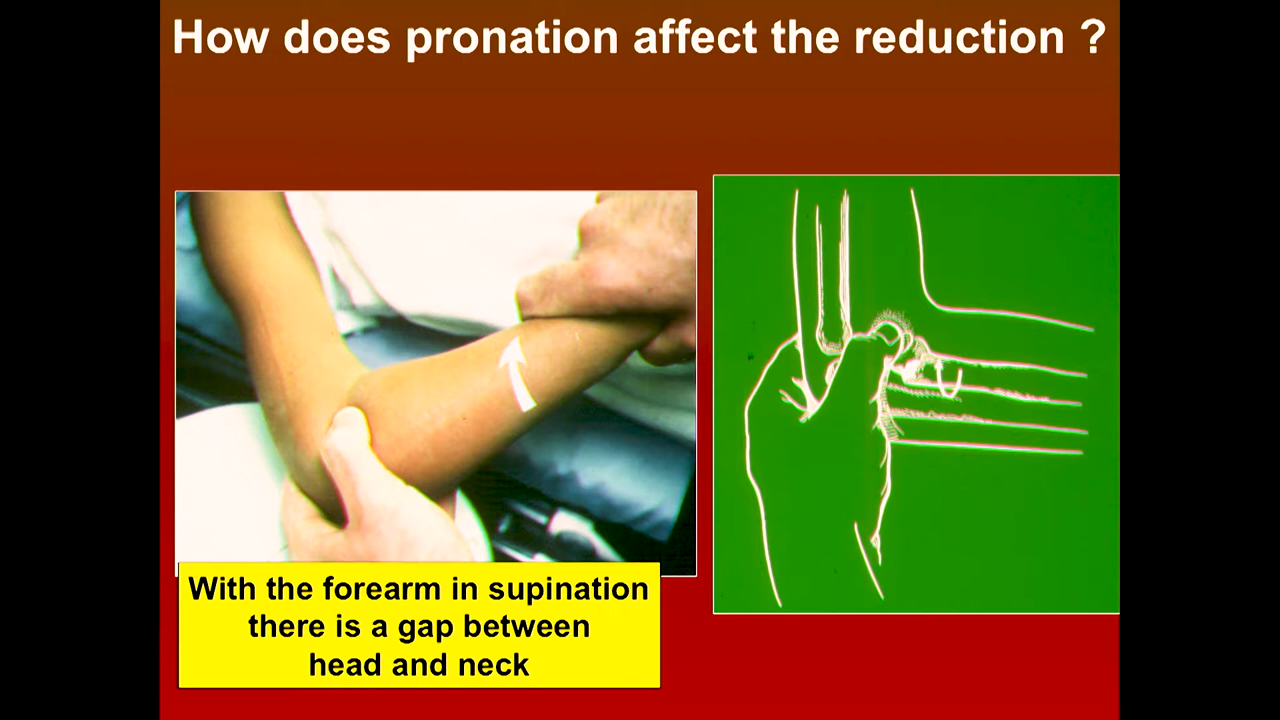 How does pronation affect the reduction ?
With the forearm in supination
there is a gap between
head and neck